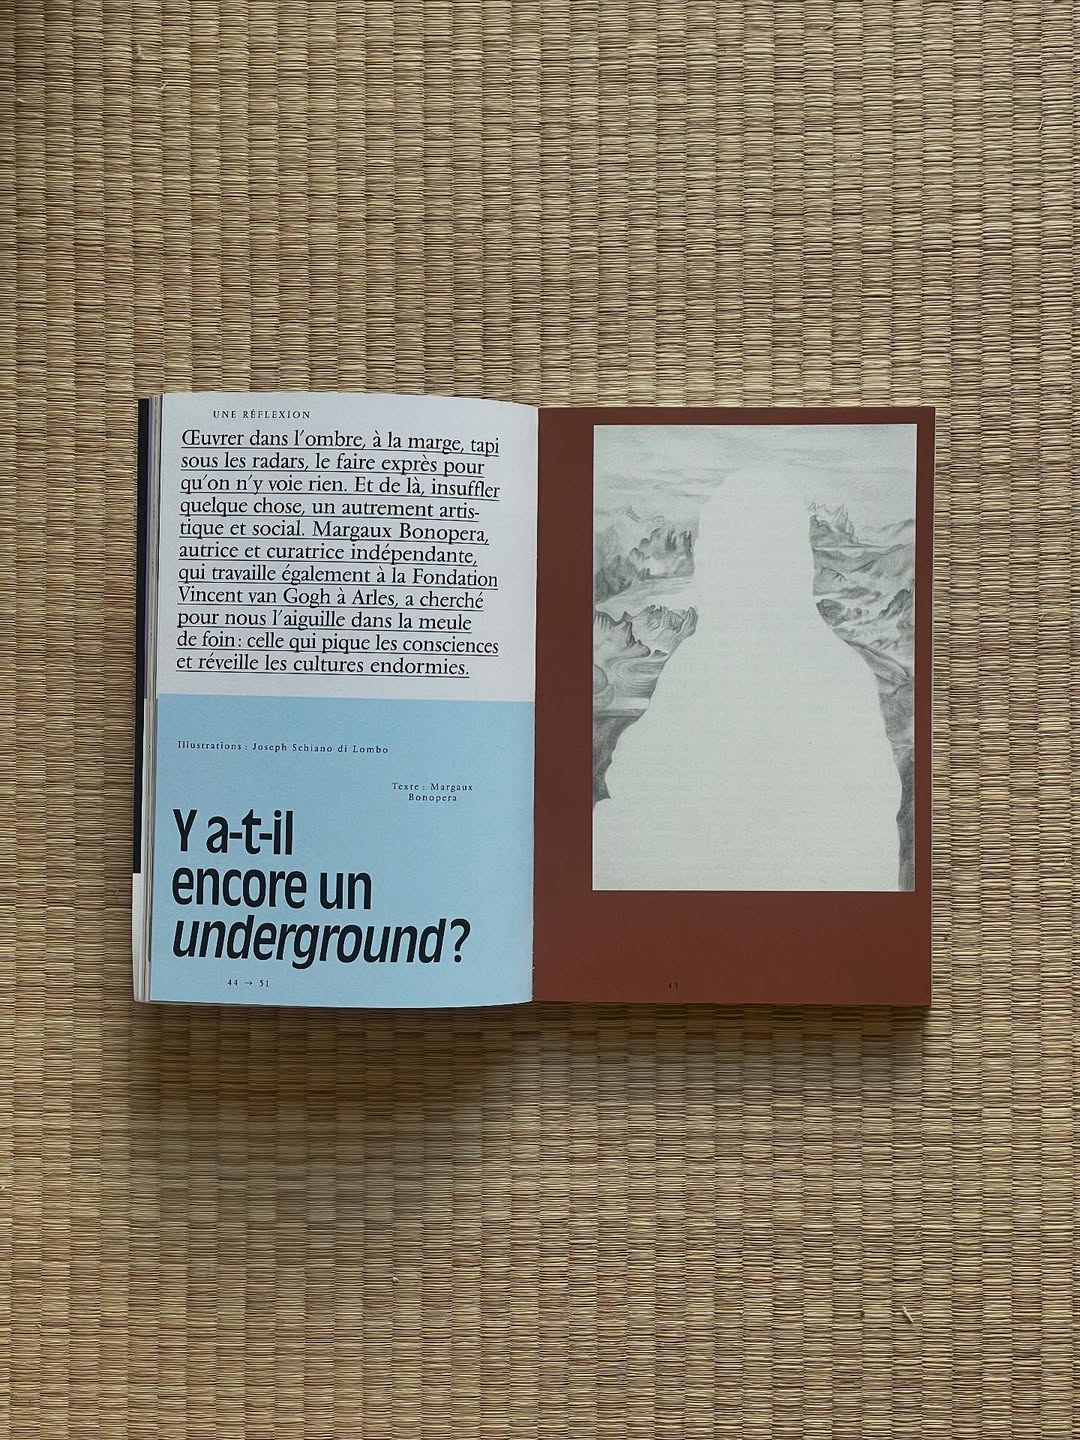 UNE RÉFLEXION
Œuvrer dans l'ombre, à la marge, tapi
sous les radars, le faire exprès pour
qu'on n'y voie rien. Et de là, insuffler
quelque chose, un autrement artis-
tique et social. Margaux Bonopera,
autrice et curatrice indépendante,
qui travaille également à la Fondation
Vincent van Gogh à Arles, a cherché
pour nous l'aiguille dans la meule
de foin : celle qui pique les consciences
et réveille les cultures endormies.
Illustrations : Joseph Schiano di Lombo
Texte : Margaux
Bonopera
Y a-t-il
encore un
underground ?
44 → 51
45